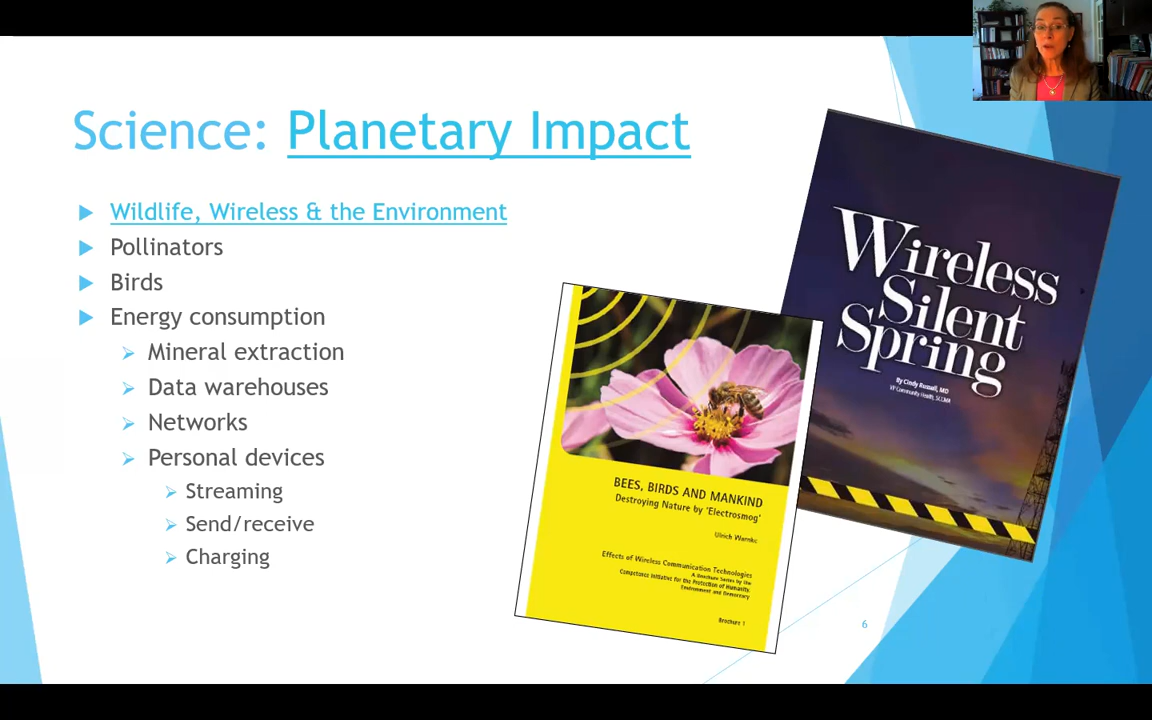 Science: Planetary Impact
Wildlife, Wireless & the Environment
Pollinators
Birds
Energy consumption
Mineral extraction
Data warehouses
Networks
Personal devices
Streaming
Send/receive
Charging
Wireless
Silent
Spring
By Cindy Russell, MD
VP Community Health, SCCMA
BEES, BIRDS AND MANKIND
Destroying Nature by 'Electrosmog'
Ulrich Warnke
Effects of Wireless Communication Technologies
A Brochure Series by the
Competence Initiative for the Protection of Humanity,
Environment and Democracy
Brochure 1
6